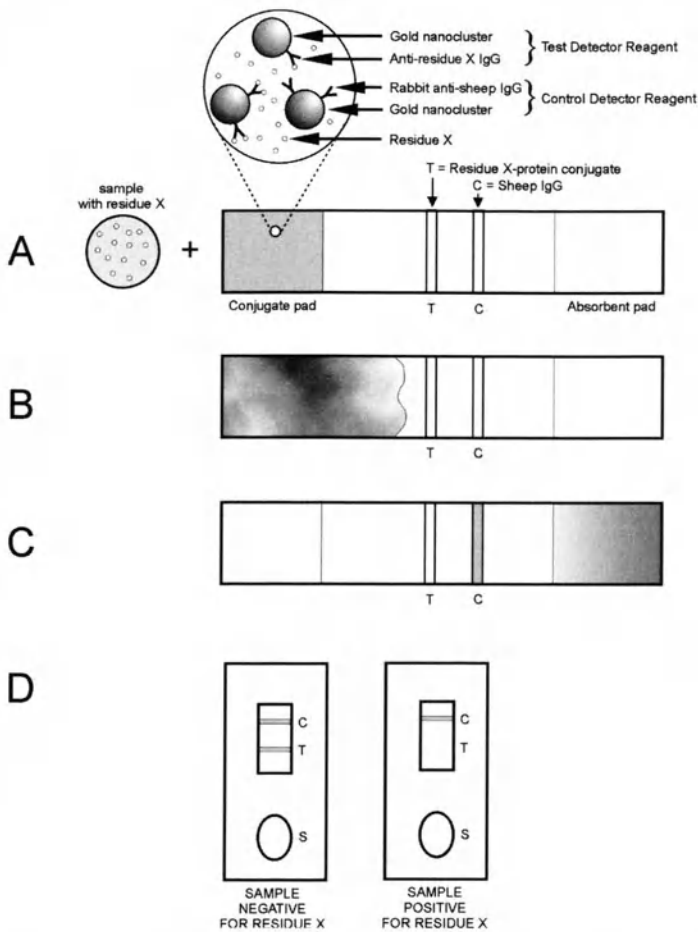 Gold nanocluster
Anti-residue X IgG
Test Detector Reagent
Rabbit anti-sheep IgG
Gold nanocluster
Control Detector Reagent
Residue X
T = Residue X-protein conjugate
C = Sheep IgG
sample
with residue X
A
+
Conjugate pad
T
C
Absorbent pad
B
T
C
C
T
C
D
C
T
S
C
T
S
SAMPLE
NEGATIVE
FOR RESIDUE X
SAMPLE
POSITIVE
FOR RESIDUE X